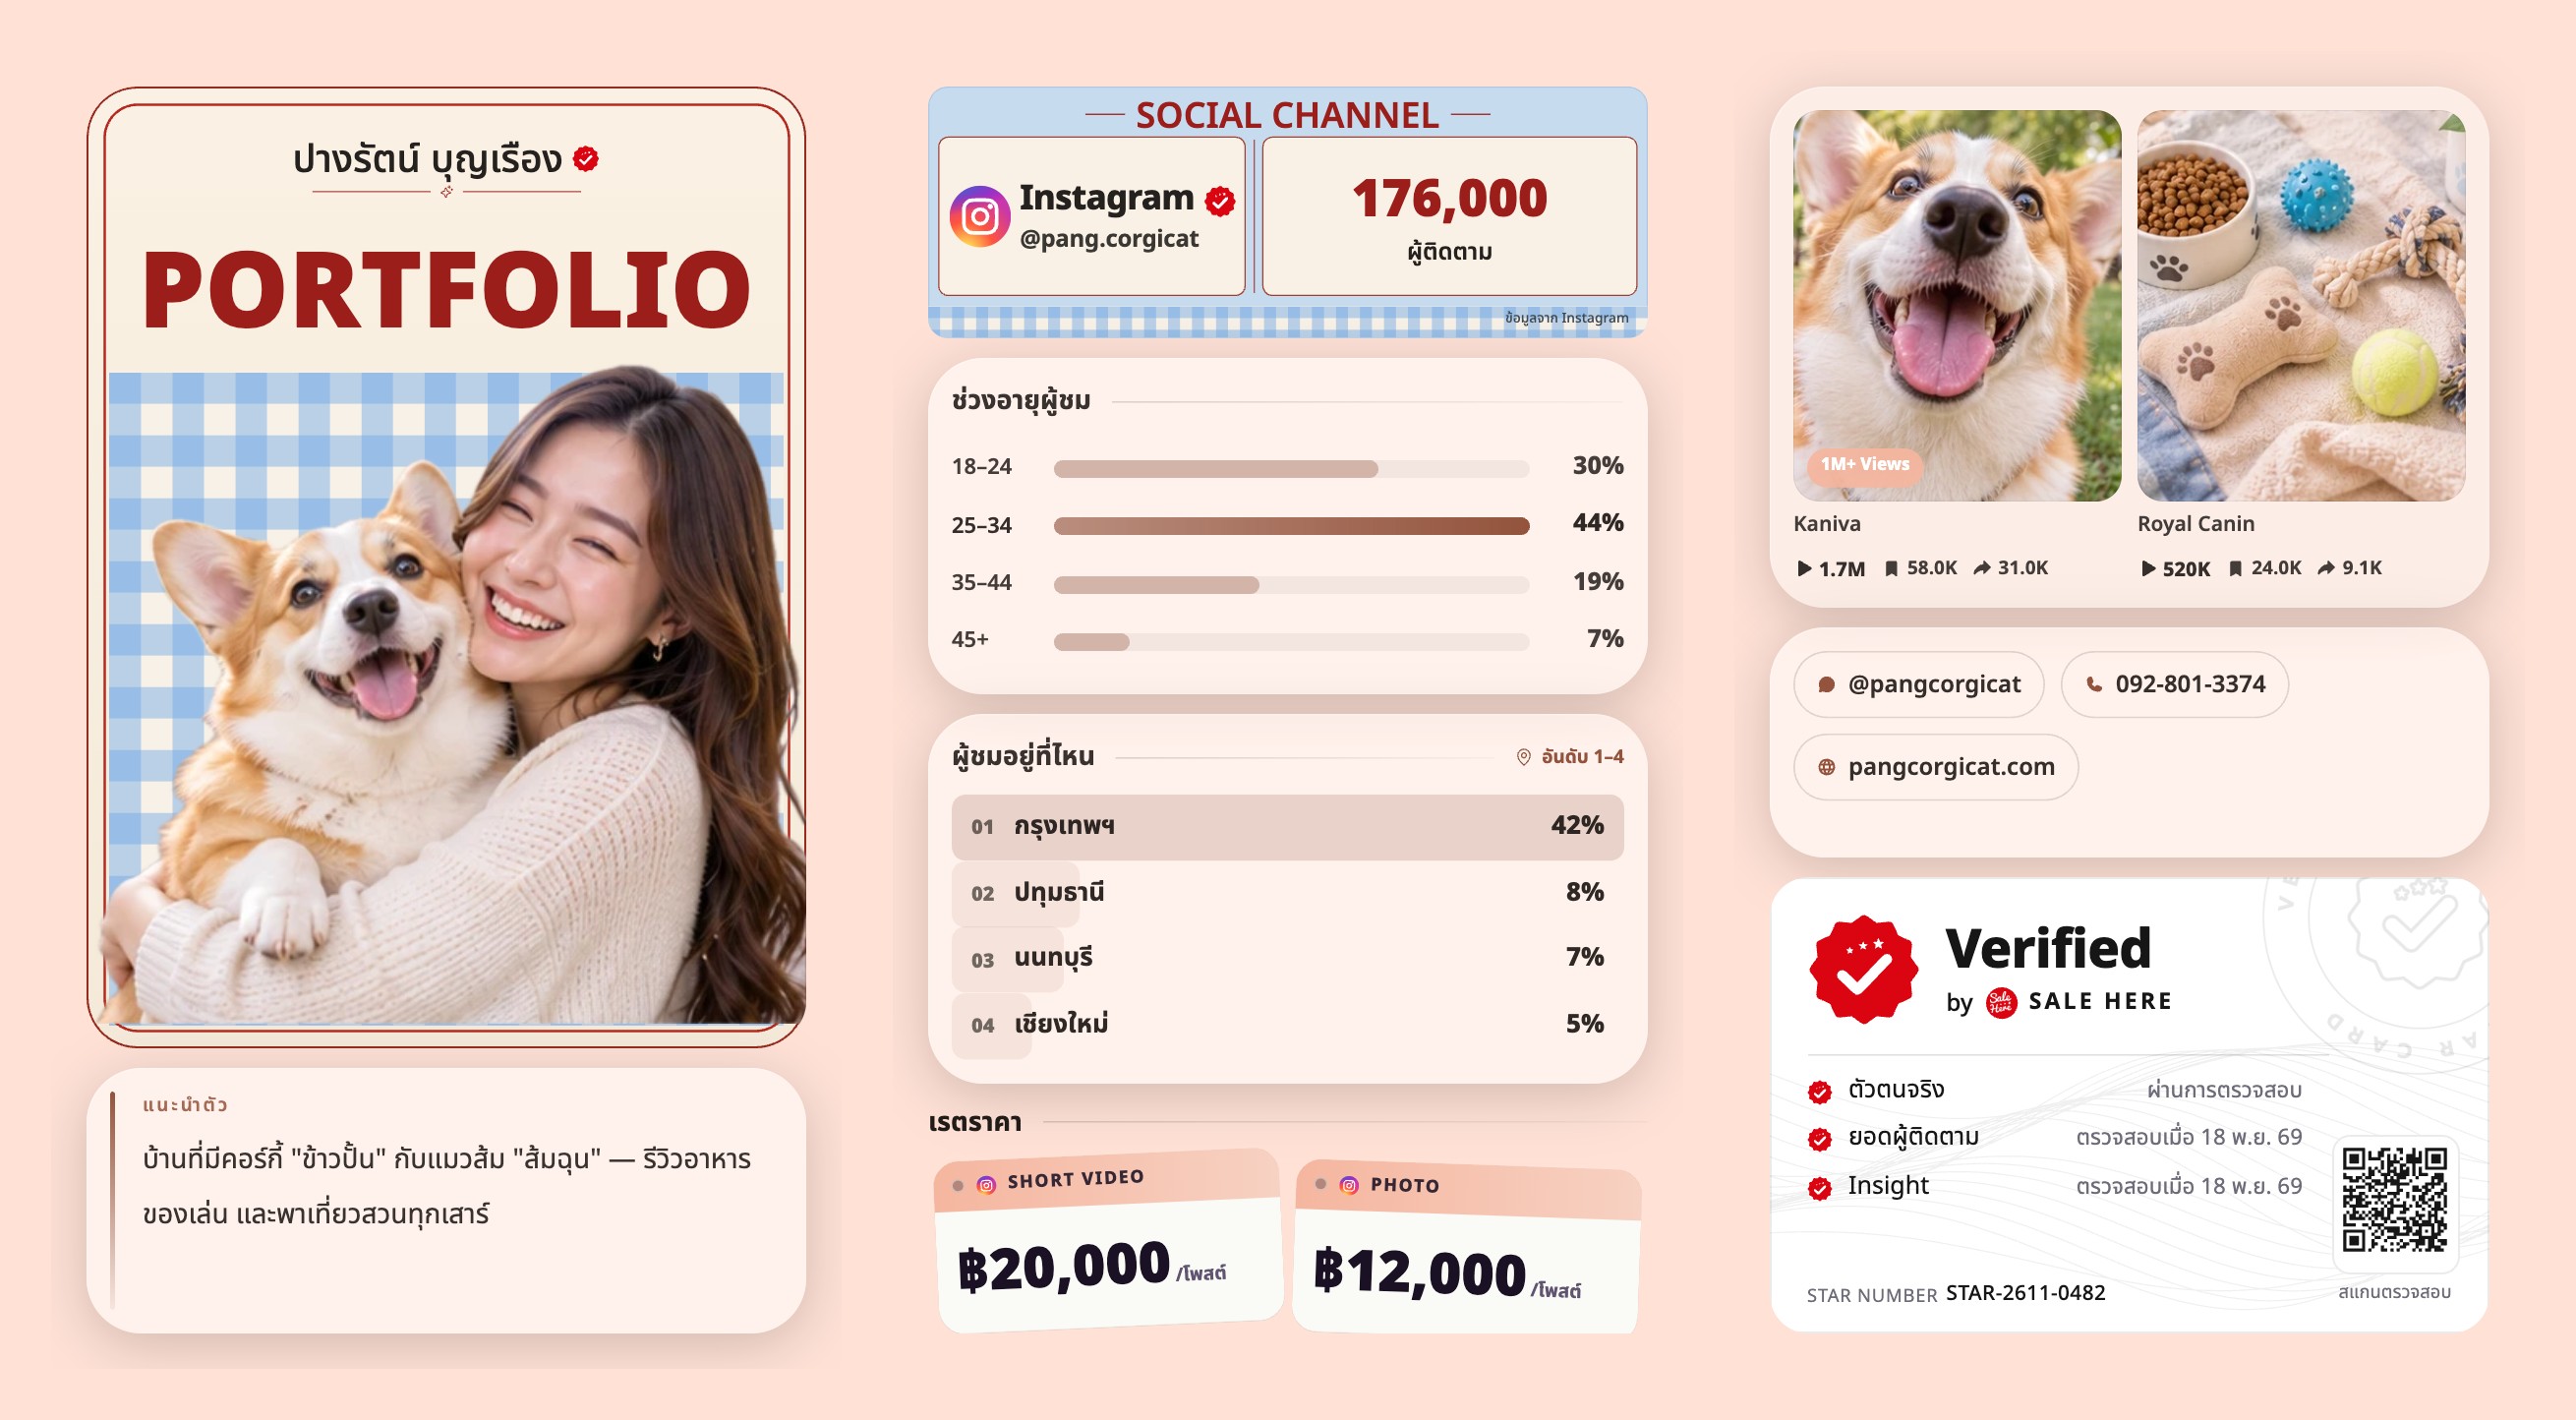 ปางรัตน์ บุญเรือง
PORTFOLIO
แนะนำตัว
บ้านที่มีคอร์กี้ "ข้าวปั้น" กับแมวส้ม "ส้มฉุน" — รีวิวอาหาร
ของเล่น และพาเที่ยวสวนทุกเสาร์
SOCIAL CHANNEL
Instagram
@pang.corgicat
176,000
ผู้ติดตาม
ข้อมูลจาก Instagram
ช่วงอายุผู้ชม
18–24 30%
25–34 44%
35–44 19%
45+ 7%
ผู้ชมอยู่ที่ไหน อันดับ 1–4
01 กรุงเทพฯ 42%
02 ปทุมธานี 8%
03 นนทบุรี 7%
04 เชียงใหม่ 5%
เรตราคา
SHORT VIDEO
฿20,000 /โพสต์
PHOTO
฿12,000 /โพสต์
1M+ Views
Kaniva
1.7M 58.0K 31.0K
Royal Canin
520K 24.0K 9.1K
@pangcorgicat
092-801-3374
pangcorgicat.com
Verified
by Sale Here SALE HERE
ตัวตนจริง ผ่านการตรวจสอบ
ยอดผู้ติดตาม ตรวจสอบเมื่อ 18 พ.ย. 69
Insight ตรวจสอบเมื่อ 18 พ.ย. 69
STAR NUMBER STAR-2611-0482
สแกนตรวจสอบ
VE
AR CARD